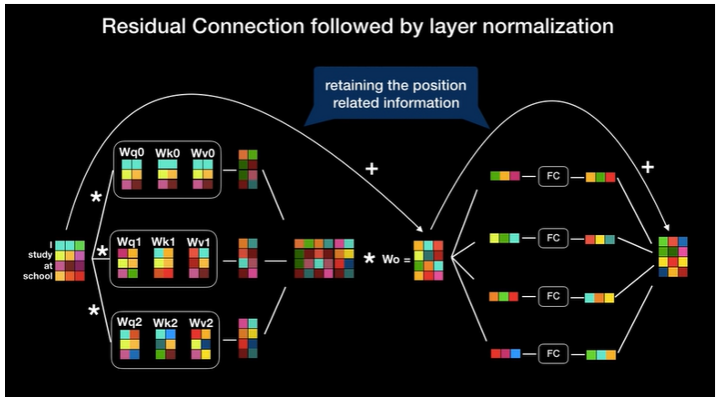 Residual Connection followed by layer normalization
retaining the position
related information
Wq0 Wk0 Wv0
*
+
+
FC
I
study
at
school
*
Wq1 Wk1 Wv1
* Wo =
FC
*
Wq2 Wk2 Wv2
FC
FC